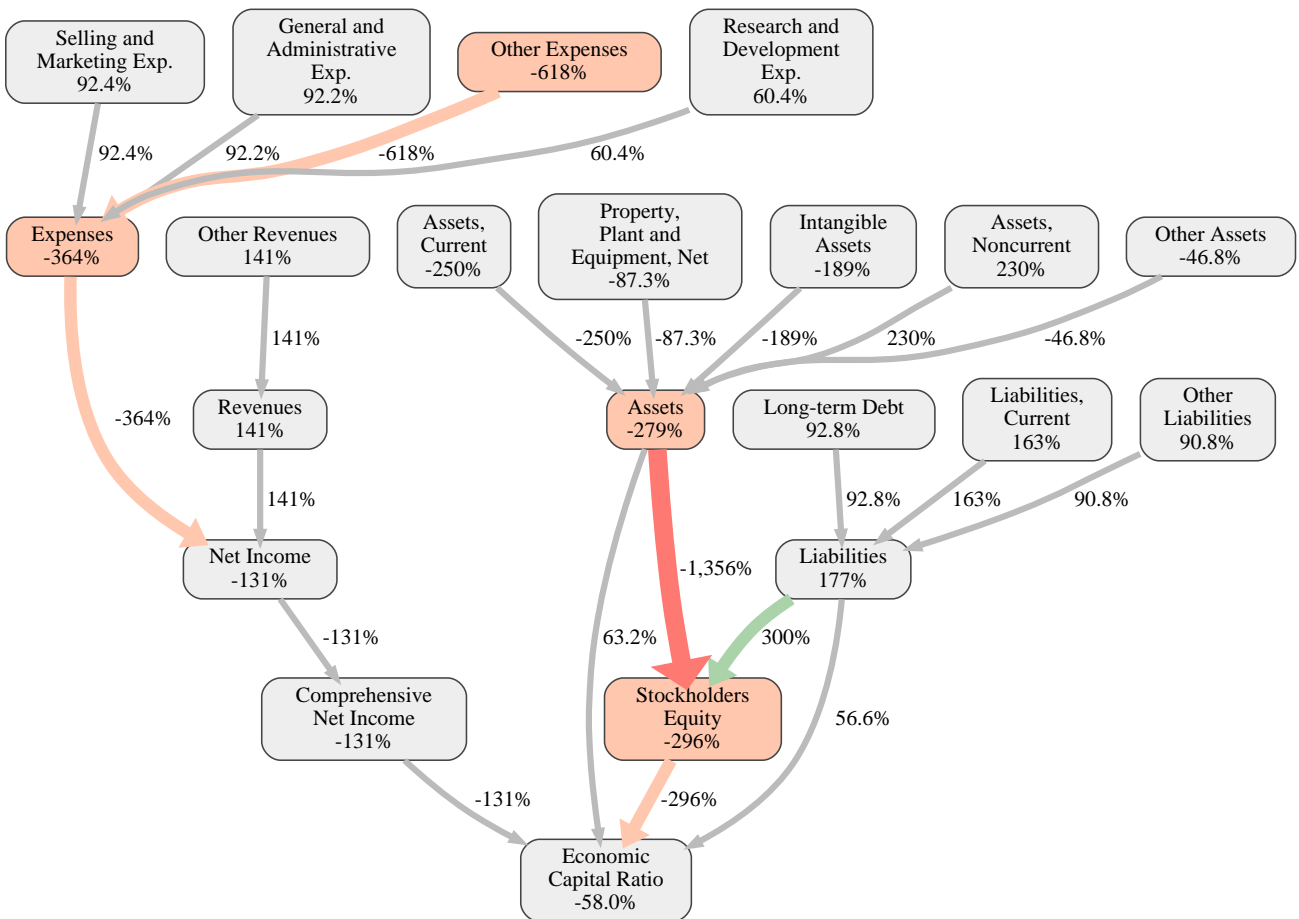 Selling and
Marketing Exp.
92.4%
General and
Administrative
Exp.
92.2%
Other Expenses
-618%
Research and
Development
Exp.
60.4%
92.4%
92.2%
-618%
60.4%
Expenses
-364%
Other Revenues
141%
Assets,
Current
-250%
Property,
Plant and
Equipment, Net
-87.3%
Intangible
Assets
-189%
Assets,
Noncurrent
230%
Other Assets
-46.8%
141%
-250%
-87.3%
-189%
230%
-46.8%
-364%
Revenues
141%
Assets
-279%
Long-term Debt
92.8%
Liabilities,
Current
163%
Other
Liabilities
90.8%
141%
92.8%
163%
90.8%
Net Income
-131%
-1,356%
Liabilities
177%
-131%
63.2%
300%
Comprehensive
Net Income
-131%
Stockholders
Equity
-296%
56.6%
-131%
-296%
Economic
Capital Ratio
-58.0%